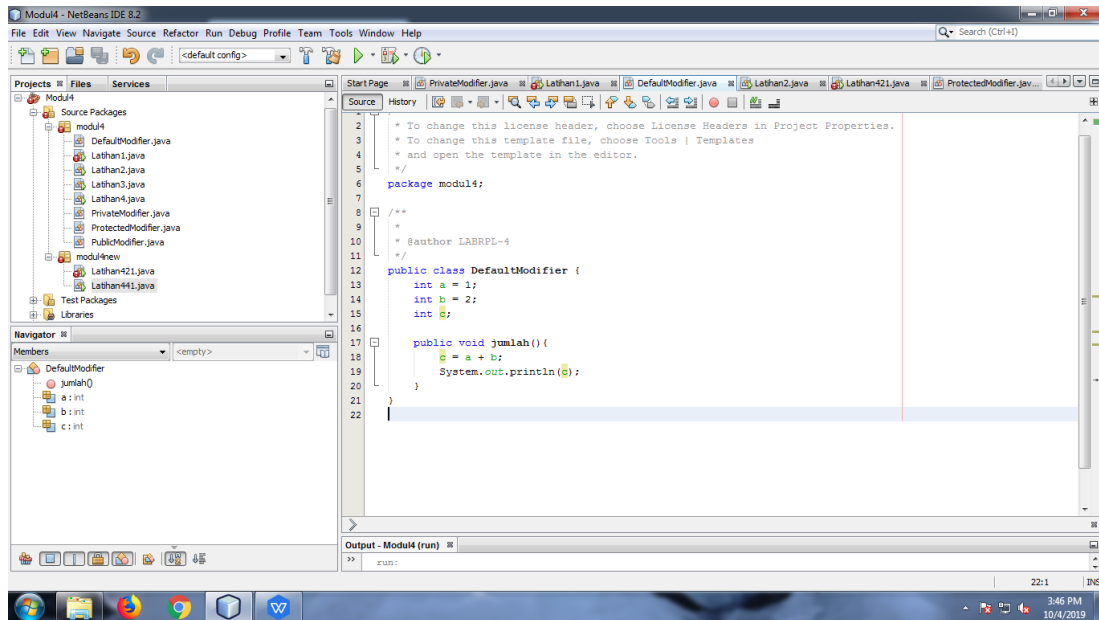 Modul4 - NetBeans IDE 8.2
File Edit View Navigate Source Refactor Run Debug Profile Team Tools Window Help
Search (Ctrl+I)
<default config>
Projects Files Services
Modul4
Source Packages
modul4
DefaultModifier.java
Latihan1.java
Latihan2.java
Latihan3.java
Latihan4.java
PrivateModifier.java
ProtectedModifier.java
PublicModifier.java
modul4new
Latihan421.java
Latihan441.java
Test Packages
Libraries
Navigator
Members <empty>
DefaultModifier
jumlah()
a : int
b : int
c : int
Start Page PrivateModifier.java Latihan1.java DefaultModifier.java Latihan2.java Latihan421.java ProtectedModifier.jav...
Source History
2 * To change this license header, choose License Headers in Project Properties.
3 * To change this template file, choose Tools | Templates
4 * and open the template in the editor.
5 */
6 package modul4;
7
8 /**
9 *
10 * @author LABRPL-4
11 */
12 public class DefaultModifier {
13 int a = 1;
14 int b = 2;
15 int c;
16
17 public void jumlah(){
18 c = a + b;
19 System.out.println(c);
20 }
21 }
22
Output - Modul4 (run)
run:
22:1 INS
3:46 PM
10/4/2019